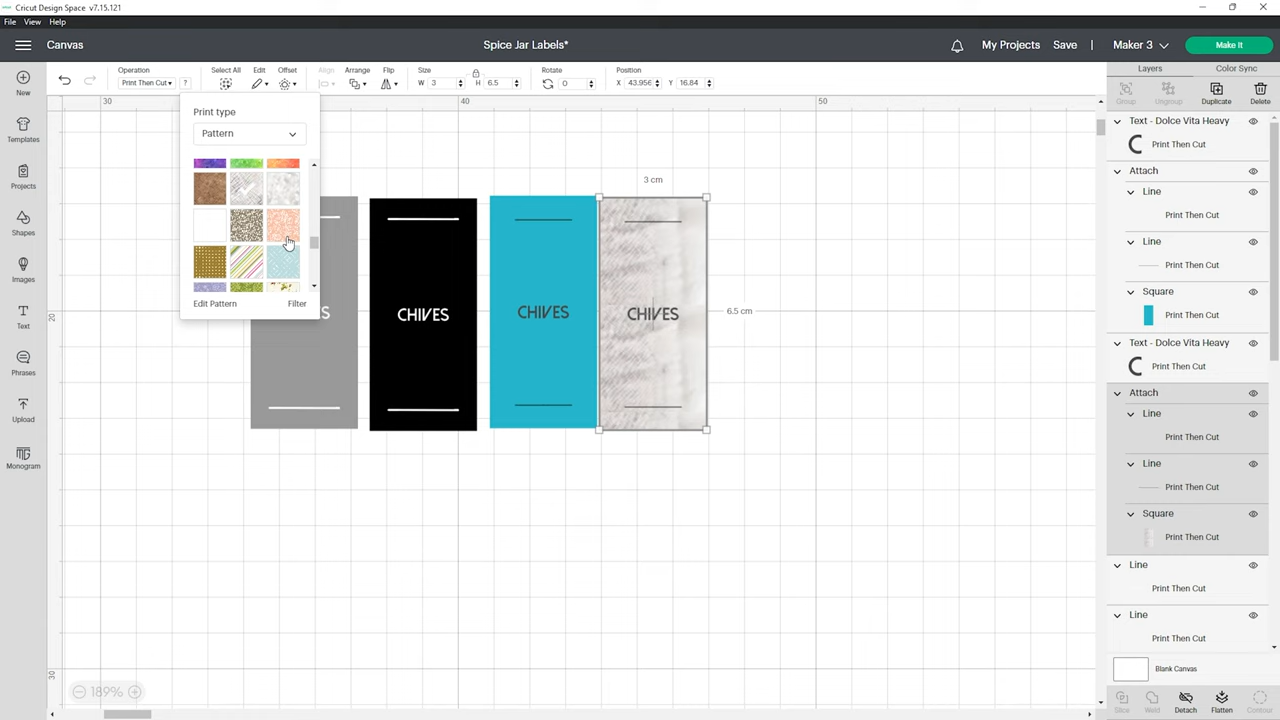 Cricut Design Space v7.15.121
File View Help
Canvas
Spice Jar Labels*
My Projects Save | Maker 3 Make It
Operation Select All Edit Offset Align Arrange Flip Size Rotate Position
Print Then Cut ? W 3 H 6.5 0 X 43.956 Y 16.84
Layers Color Sync
Group Ungroup Duplicate Delete
New
Templates
Projects
Shapes
Images
Text
Phrases
Upload
Monogram
30 40 50
20
30
Print type
Pattern
Edit Pattern Filter
3 cm
6.5 cm
ES
CHIVES
CHIVES
CHIVES
189%
Text - Dolce Vita Heavy
Print Then Cut
Attach
Line
Print Then Cut
Line
Print Then Cut
Square
Print Then Cut
Text - Dolce Vita Heavy
Print Then Cut
Attach
Line
Print Then Cut
Line
Print Then Cut
Square
Print Then Cut
Line
Print Then Cut
Line
Print Then Cut
Blank Canvas
Slice Weld Detach Flatten Contour